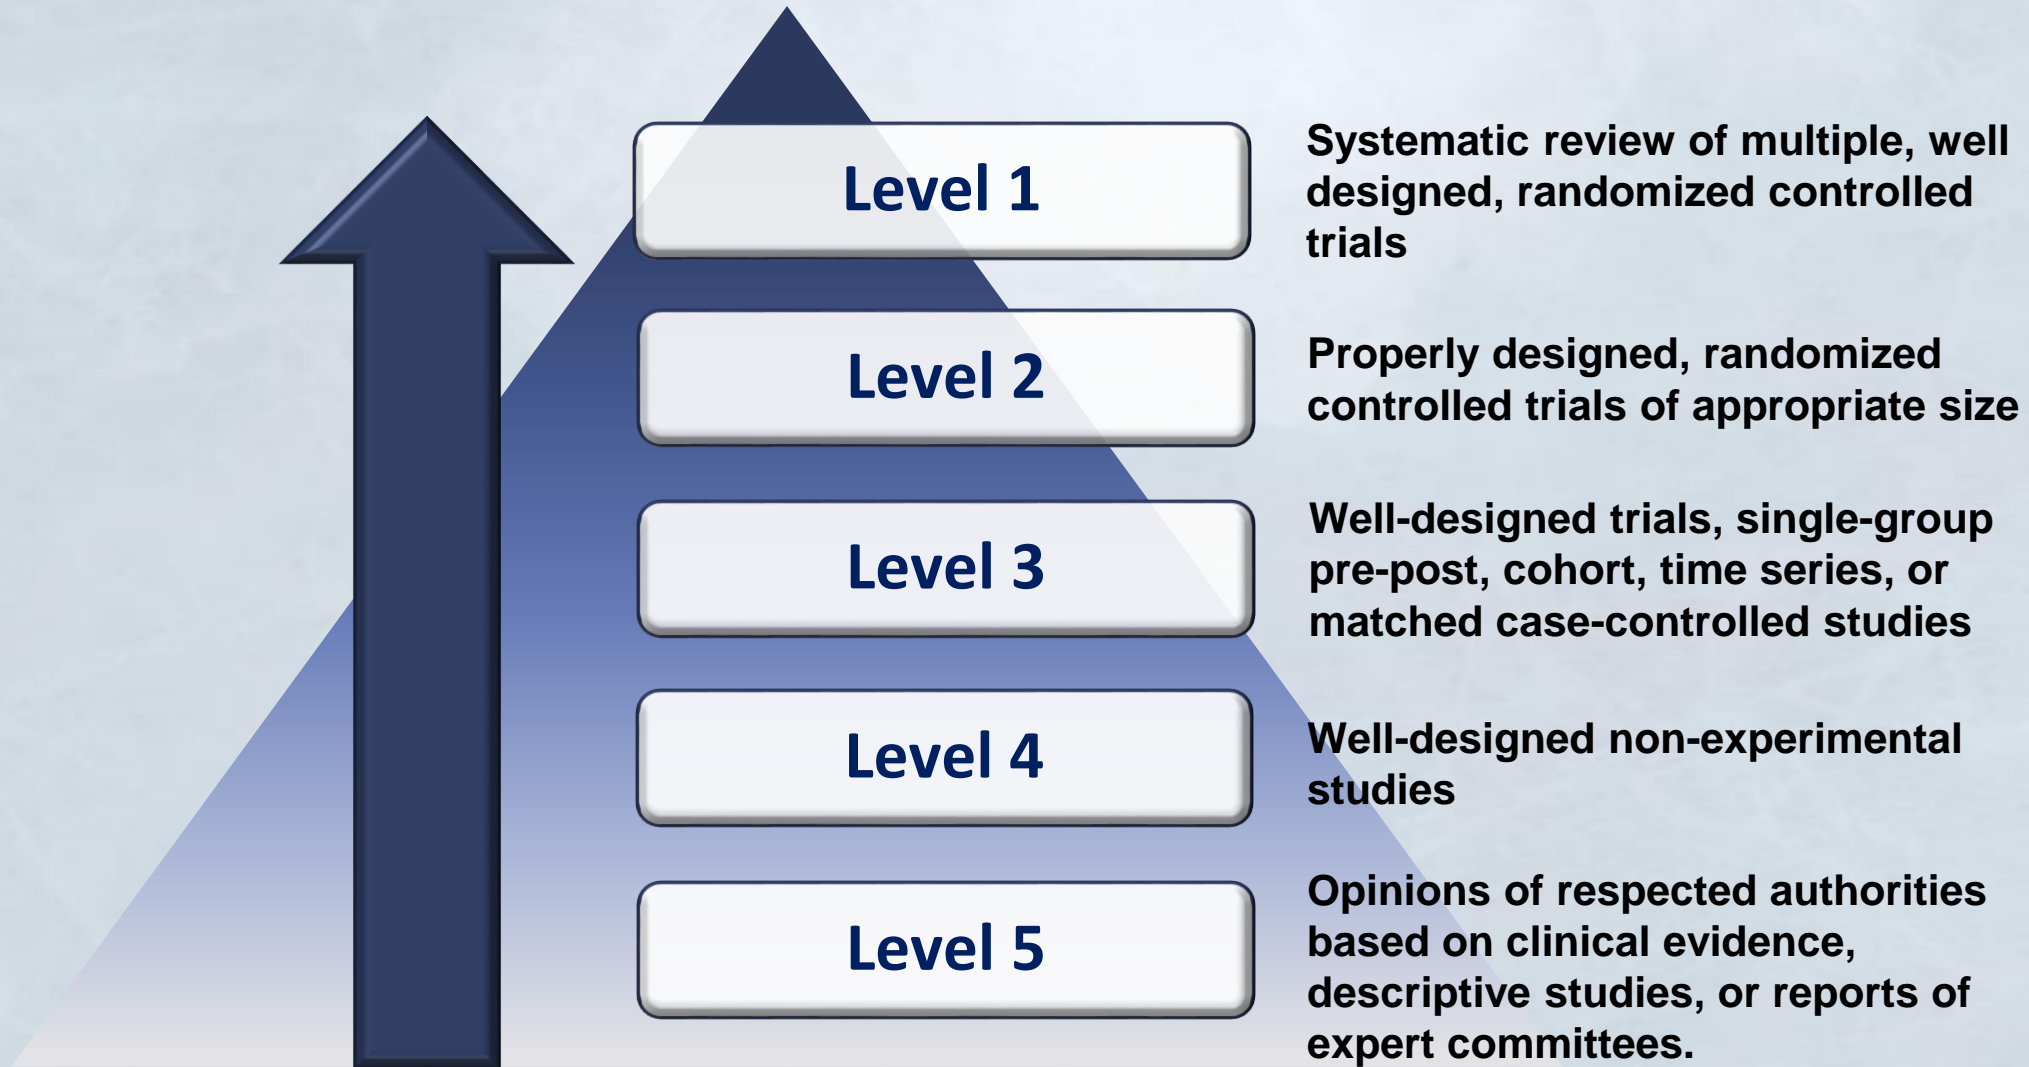 Level 1
Systematic review of multiple, well
designed, randomized controlled
trials
Level 2
Properly designed, randomized
controlled trials of appropriate size
Level 3
Well-designed trials, single-group
pre-post, cohort, time series, or
matched case-controlled studies
Level 4
Well-designed non-experimental
studies
Level 5
Opinions of respected authorities
based on clinical evidence,
descriptive studies, or reports of
expert committees.